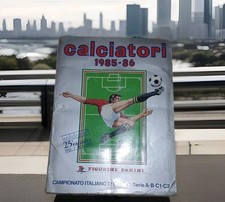 calciatori
1985-86
FIGURINE PANINI
CAMPIONATO ITALIANO Serie A-B-C1-C2